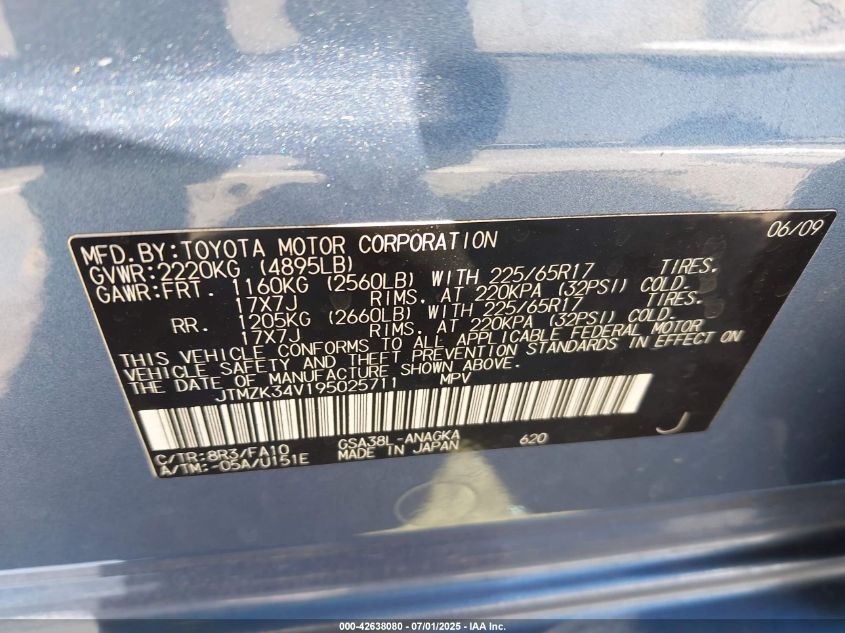 06/09
MFD.BY:TOYOTA MOTOR CORPORATION
GVWR:2220KG (4895LB)
GAWR:FRT. 1160KG (2560LB) WITH 225/65R17 TIRES.
17X7J RIMS. AT 220KPA (32PSI) COLD.
RR. 1205KG (2660LB) WITH 225/65R17 TIRES.
17X7J RIMS. AT 220KPA (32PSI) COLD.
THIS VEHICLE CONFORMS TO ALL APPLICABLE FEDERAL MOTOR
VEHICLE SAFETY AND THEFT PREVENTION STANDARDS IN EFFECT ON
THE DATE OF MANUFACTURE SHOWN ABOVE.
JTMZK34V195025711 MPV
C/TR:8R3/FA10 GSA38L-ANAGKA 620 J
A/TM:-05A/U151E MADE IN JAPAN
000-42638080 - 07/01/2025 - IAA Inc.